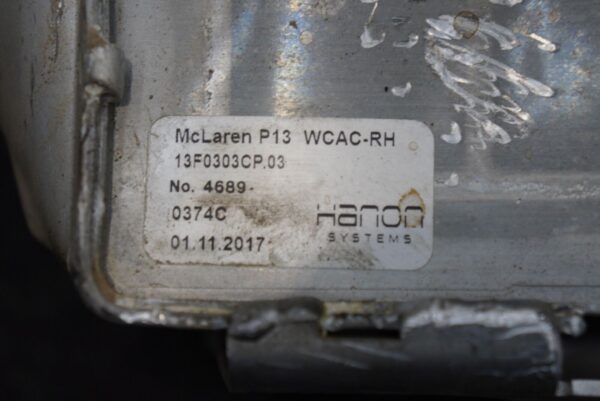 McLaren P13 WCAC-RH
13F0303CP.03
No. 4689-
0374C
Hanon
SYSTEMS
01.11.2017